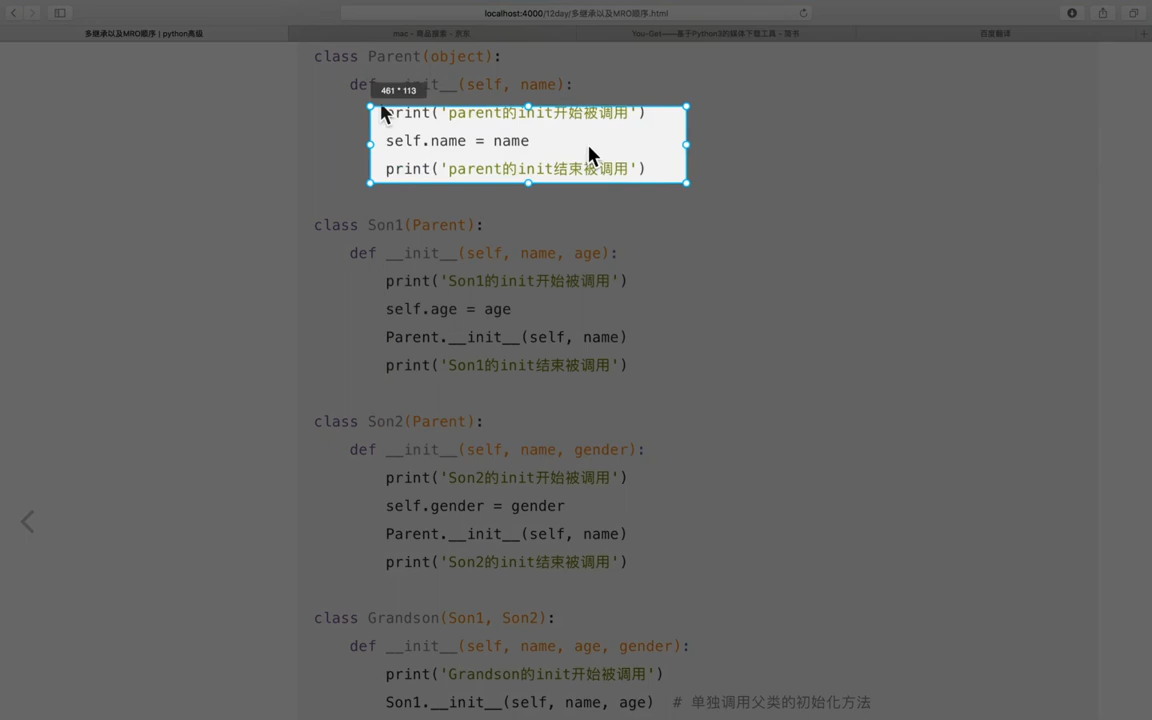 localhost:4000/12day/多继承以及MRO顺序.html
多继承以及MRO顺序 | python高级
mac - 商品搜索 - 京东
You-Get——基于Python3的媒体下载工具 - 简书
百度翻译
class Parent(object):
def __init__(self, name):
461 * 113
print('parent的init开始被调用')
self.name = name
print('parent的init结束被调用')
class Son1(Parent):
def __init__(self, name, age):
print('Son1的init开始被调用')
self.age = age
Parent.__init__(self, name)
print('Son1的init结束被调用')
class Son2(Parent):
def __init__(self, name, gender):
print('Son2的init开始被调用')
self.gender = gender
Parent.__init__(self, name)
print('Son2的init结束被调用')
class Grandson(Son1, Son2):
def __init__(self, name, age, gender):
print('Grandson的init开始被调用')
Son1.__init__(self, name, age)  # 单独调用父类的初始化方法